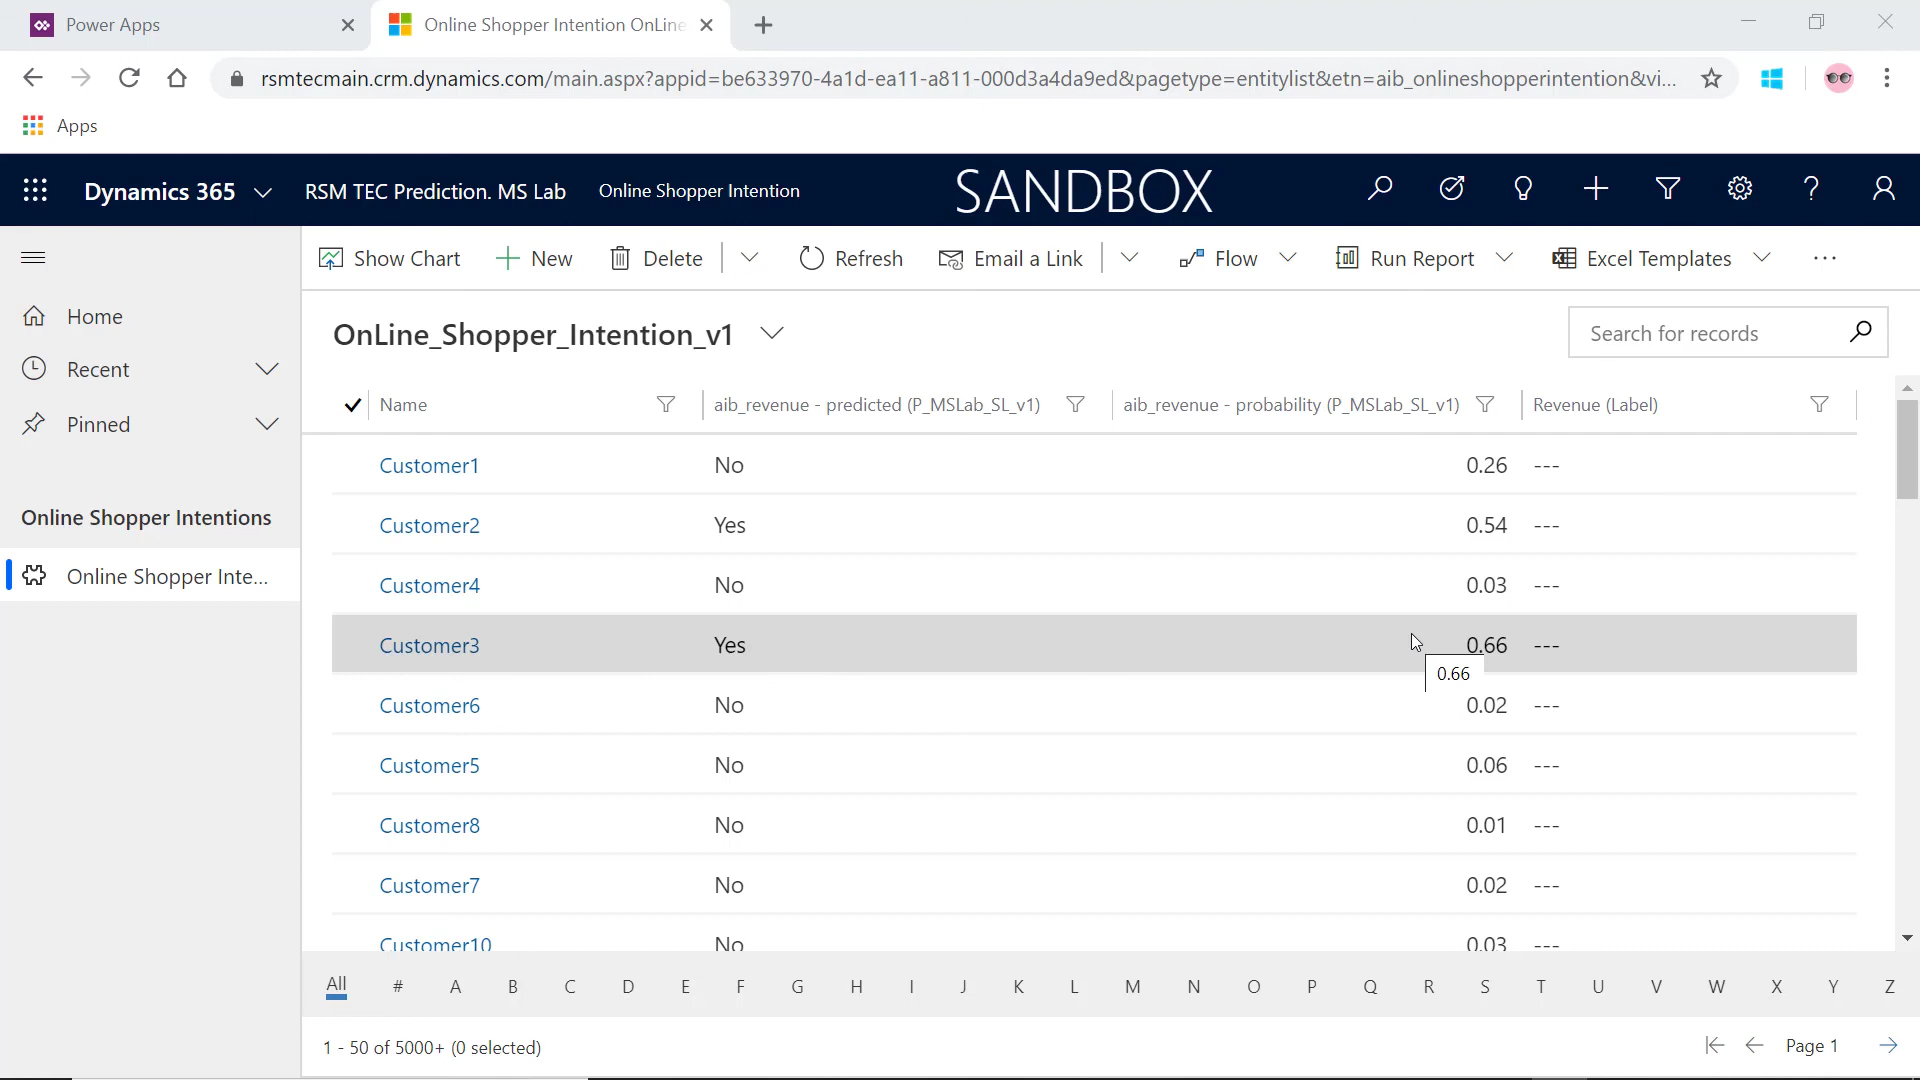 Power Apps
Online Shopper Intention OnLine
rsmtecmain.crm.dynamics.com/main.aspx?appid=be633970-4a1d-ea11-a811-000d3a4da9ed&pagetype=entitylist&etn=aib_onlineshopperintention&vi...
Apps
Dynamics 365 RSM TEC Prediction. MS Lab Online Shopper Intention SANDBOX
Show Chart New Delete Refresh Email a Link Flow Run Report Excel Templates ...
Home
Recent
Pinned
Online Shopper Intentions
Online Shopper Inte...
OnLine_Shopper_Intention_v1
Search for records
Name aib_revenue - predicted (P_MSLab_SL_v1) aib_revenue - probability (P_MSLab_SL_v1) Revenue (Label)
Customer1 No 0.26 ---
Customer2 Yes 0.54 ---
Customer4 No 0.03 ---
Customer3 Yes 0.66 ---
0.66
Customer6 No 0.02 ---
Customer5 No 0.06 ---
Customer8 No 0.01 ---
Customer7 No 0.02 ---
Customer10 No 0.03 ---
All # A B C D E F G H I J K L M N O P Q R S T U V W X Y Z
1 - 50 of 5000+ (0 selected)
Page 1